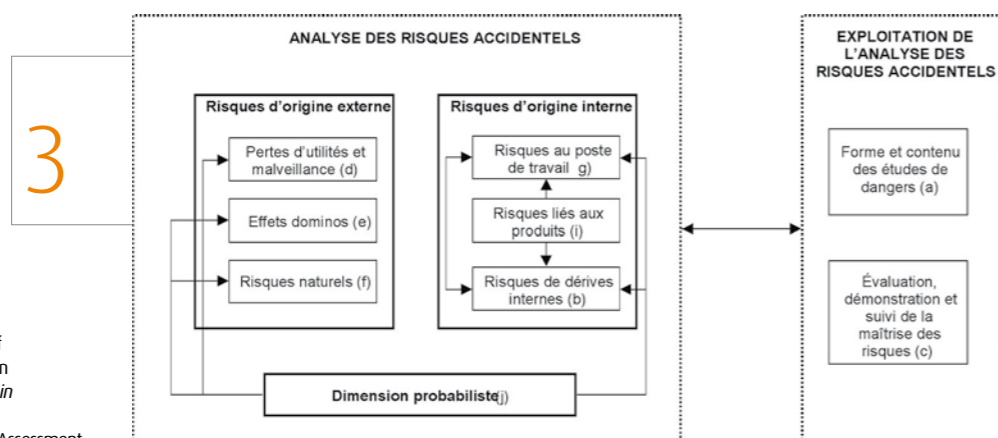 3
f
n
in
Assessment
ANALYSE DES RISQUES ACCIDENTELS
Risques d'origine externe
Pertes d'utilités et
malveillance (d)
Effets dominos (e)
Risques naturels (f)
Risques d'origine interne
Risques au poste
de travail g)
Risques liés aux
produits (i)
Risques de dérives
internes (b)
Dimension probabiliste(j)
EXPLOITATION DE
L'ANALYSE DES
RISQUES ACCIDENTELS
Forme et contenu
des études de
dangers (a)
Évaluation,
démonstration et
suivi de la
maîtrise des
risques (c)